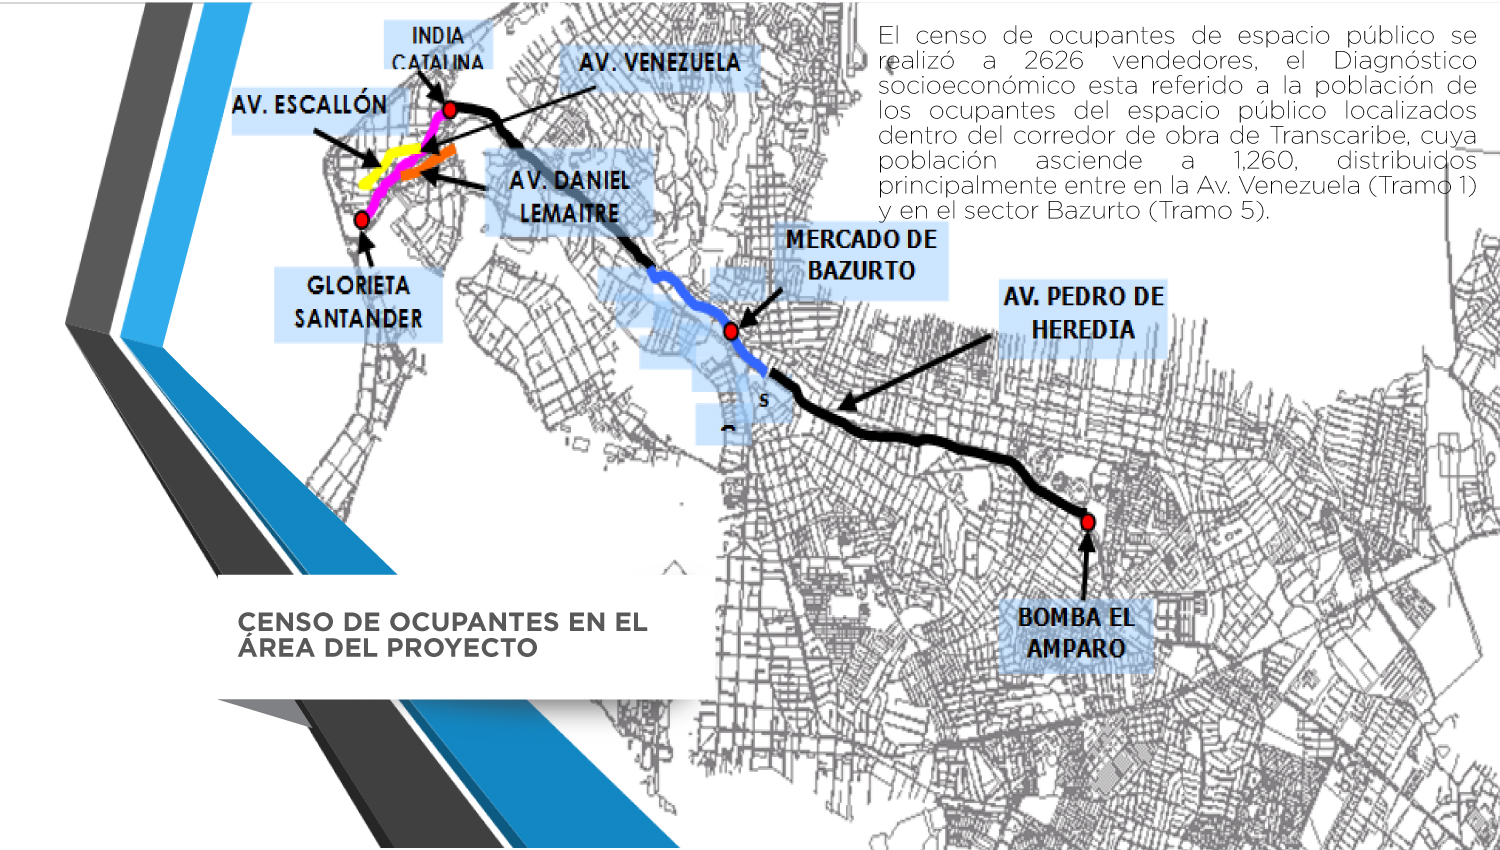 El censo de ocupantes de espacio público se
realizó a 2626 vendedores, el Diagnóstico
socioeconómico esta referido a la población de
los ocupantes del espacio público localizados
dentro del corredor de obra de Transcaribe, cuya
población asciende a 1,260, distribuidos
principalmente entre en la Av. Venezuela (Tramo 1)
y en el sector Bazurto (Tramo 5).
INDIA
CATALINA
AV. VENEZUELA
AV. ESCALLÓN
AV. DANIEL
LEMAITRE
GLORIETA
SANTANDER
MERCADO DE
BAZURTO
AV. PEDRO DE
HEREDIA
S
BOMBA EL
AMPARO
CENSO DE OCUPANTES EN EL
ÁREA DEL PROYECTO